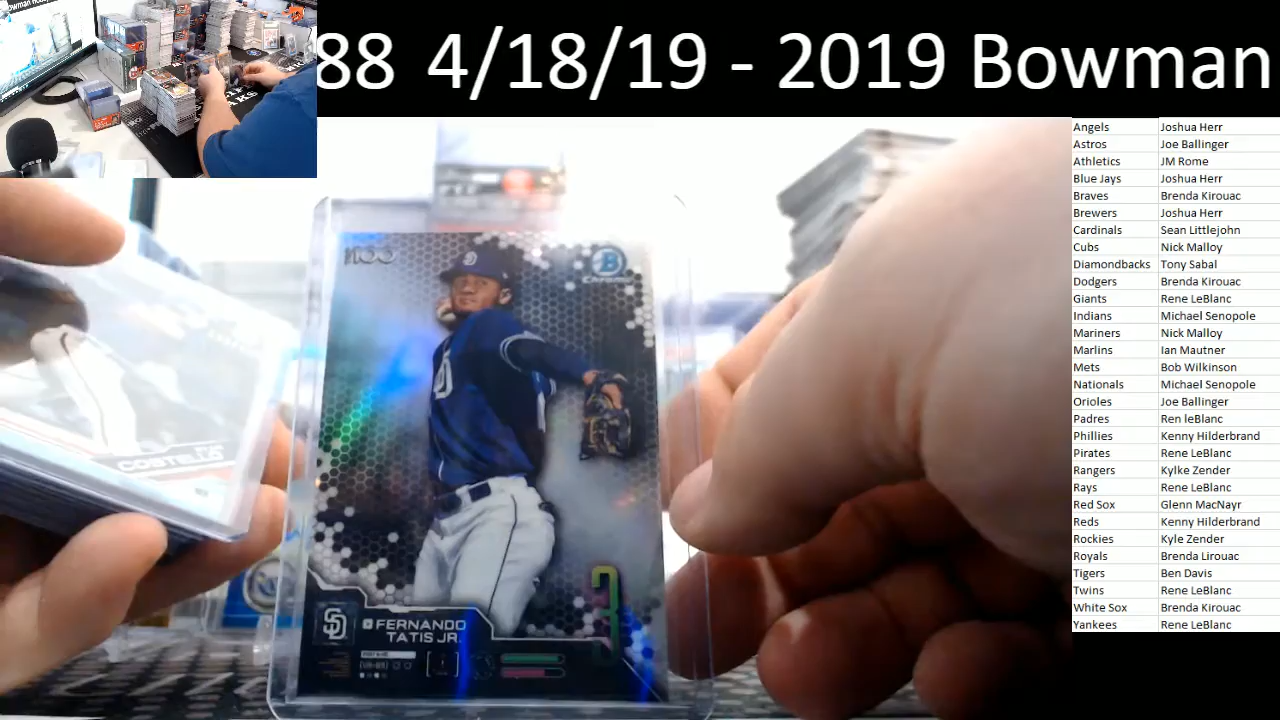 88 4/18/19 - 2019 Bowman
Angels Joshua Herr
Astros Joe Ballinger
Athletics JM Rome
Blue Jays Joshua Herr
Braves Brenda Kirouac
Brewers Joshua Herr
Cardinals Sean Littlejohn
Cubs Nick Malloy
Diamondbacks Tony Sabal
Dodgers Brenda Kirouac
Giants Rene LeBlanc
Indians Michael Senopole
Mariners Nick Malloy
Marlins Ian Mautner
Mets Bob Wilkinson
Nationals Michael Senopole
Orioles Joe Ballinger
Padres Ren leBlanc
Phillies Kenny Hilderbrand
Pirates Rene LeBlanc
Rangers Kylke Zender
Rays Rene LeBlanc
Red Sox Glenn MacNayr
Reds Kenny Hilderbrand
Rockies Kyle Zender
Royals Brenda Lirouac
Tigers Ben Davis
Twins Rene LeBlanc
White Sox Brenda Kirouac
Yankees Rene LeBlanc
/100
B
Chrome
SD
3
FERNANDO
TATIS JR.
COSTELLO